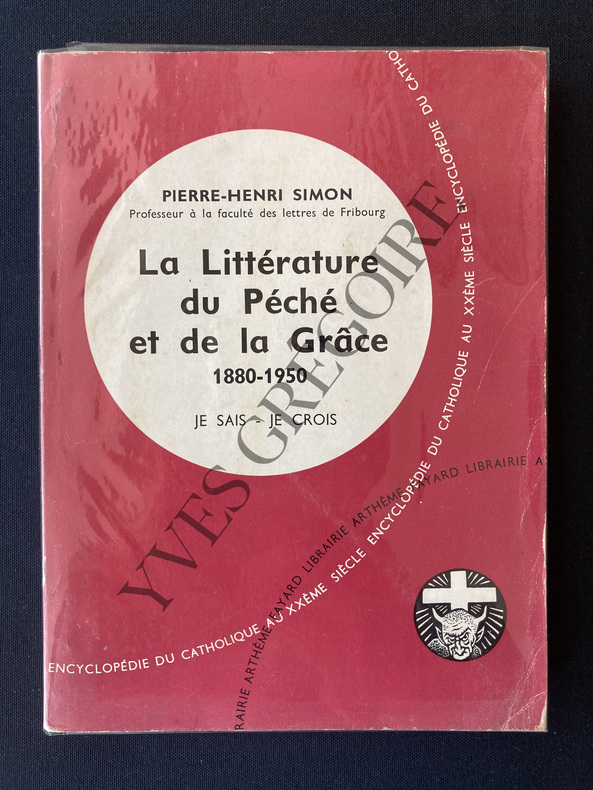 PIERRE-HENRI SIMON
Professeur à la faculté des lettres de Fribourg
La Littérature
du Péché
et de la Grâce
1880-1950
JE SAIS - JE CROIS
ENCYCLOPÉDIE DU CATHOLIQUE AU XXÈME SIÈCLE ENCYCLOPÉDIE DU CATHOLIQUE AU XXÈME SIÈCLE ENCYCLOPÉDIE DU CATHO
RAIRIE ARTHÈME FAYARD LIBRAIRIE ARTHÈME FAYARD LIBRAIRIE A
YVES GRÉGOIRE